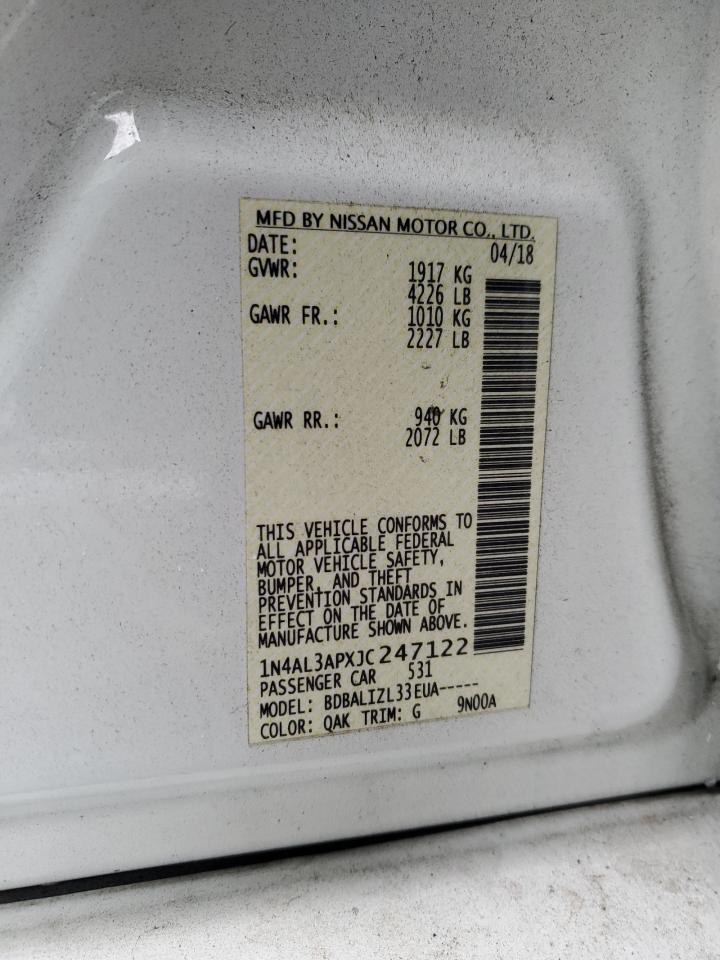 MFD BY NISSAN MOTOR CO., LTD.
DATE: 04/18
GVWR: 1917 KG
4226 LB
GAWR FR.: 1010 KG
2227 LB
GAWR RR.: 940 KG
2072 LB
THIS VEHICLE CONFORMS TO
ALL APPLICABLE FEDERAL
MOTOR VEHICLE SAFETY,
BUMPER, AND THEFT
PREVENTION STANDARDS IN
EFFECT ON THE DATE OF
MANUFACTURE SHOWN ABOVE.
1N4AL3APXJC247122
PASSENGER CAR 531
MODEL: BDBALIZL33EUA-----
COLOR: QAK TRIM: G 9N00A